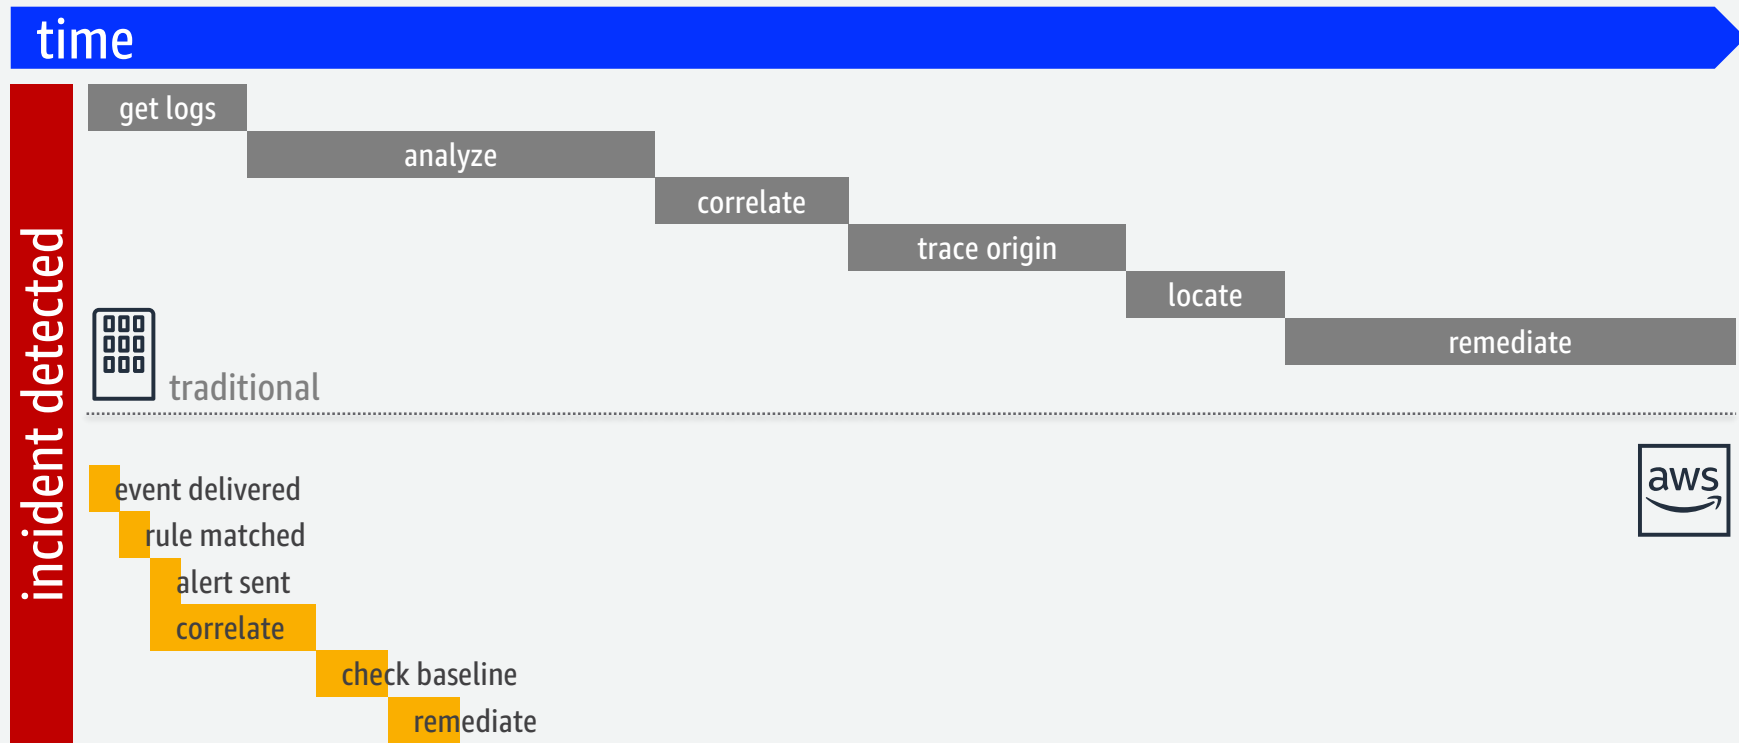 time
incident detected
get logs
analyze
correlate
trace origin
locate
remediate
traditional
aws
event delivered
rule matched
alert sent
correlate
check baseline
remediate